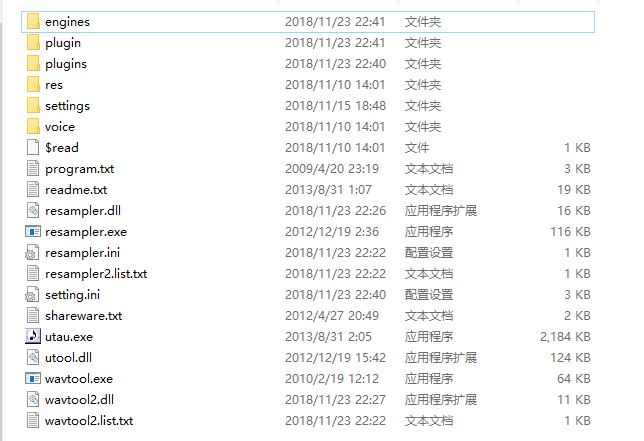 engines 2018/11/23 22:41 文件夹
plugin 2018/11/23 22:41 文件夹
plugins 2018/11/23 22:40 文件夹
res 2018/11/10 14:01 文件夹
settings 2018/11/15 18:48 文件夹
voice 2018/11/10 14:01 文件夹
$read 2018/11/10 14:01 文件 1 KB
program.txt 2009/4/20 23:19 文本文档 3 KB
readme.txt 2013/8/31 1:07 文本文档 19 KB
resampler.dll 2018/11/23 22:26 应用程序扩展 16 KB
resampler.exe 2012/12/19 2:36 应用程序 116 KB
resampler.ini 2018/11/23 22:22 配置设置 1 KB
resampler2.list.txt 2018/11/23 22:22 文本文档 1 KB
setting.ini 2018/11/23 22:40 配置设置 3 KB
shareware.txt 2012/4/27 20:49 文本文档 2 KB
utau.exe 2013/8/31 2:05 应用程序 2,184 KB
utool.dll 2012/12/19 15:42 应用程序扩展 124 KB
wavtool.exe 2010/2/19 12:12 应用程序 64 KB
wavtool2.dll 2018/11/23 22:27 应用程序扩展 11 KB
wavtool2.list.txt 2018/11/23 22:22 文本文档 1 KB